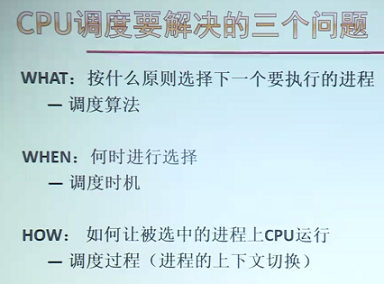 CPU调度要解决的三个问题
WHAT：按什么原则选择下一个要执行的进程
— 调度算法
WHEN：何时进行选择
— 调度时机
HOW： 如何让被选中的进程上CPU运行
— 调度过程（进程的上下文切换）